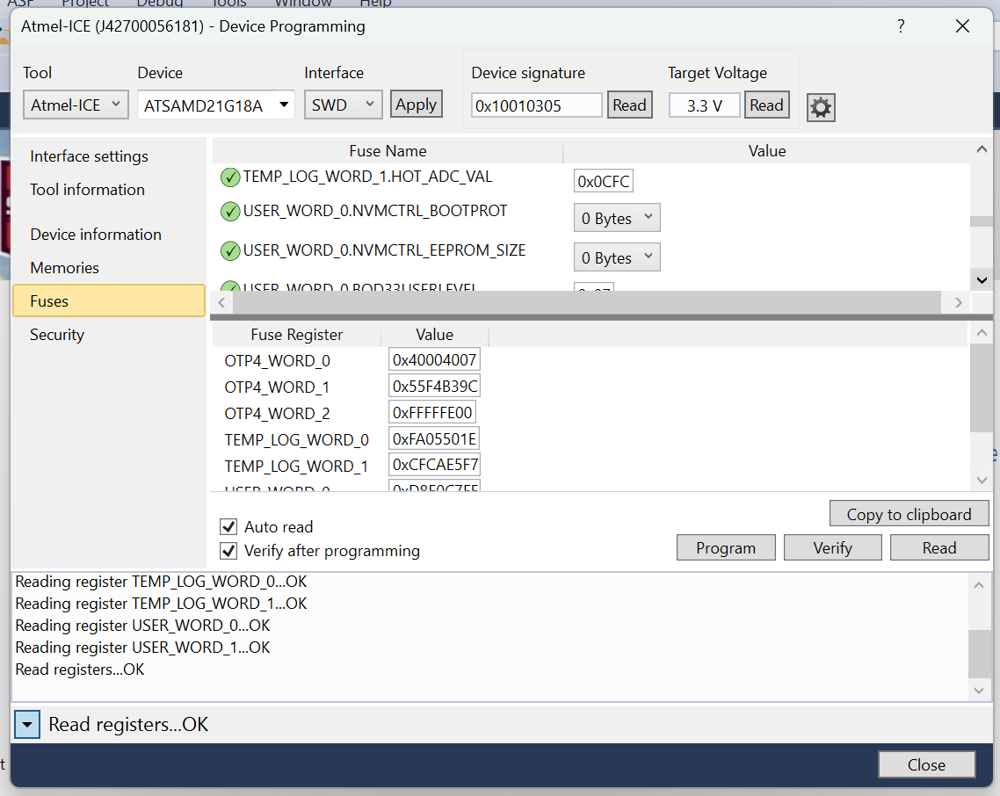 ASF Project Debug Tools Window Help
Atmel-ICE (J42700056181) - Device Programming ?
Tool Device Interface Device signature Target Voltage
Atmel-ICE ATSAMD21G18A SWD Apply 0x10010305 Read 3.3 V Read
Interface settings
Tool information
Device information
Memories
Fuses
Security
Fuse Name Value
TEMP_LOG_WORD_1.HOT_ADC_VAL 0x0CFC
USER_WORD_0.NVMCTRL_BOOTPROT 0 Bytes
USER_WORD_0.NVMCTRL_EEPROM_SIZE 0 Bytes
USER_WORD_0.BOD33USERLEVEL 0x07
Fuse Register Value
OTP4_WORD_0 0x40004007
OTP4_WORD_1 0x55F4B39C
OTP4_WORD_2 0xFFFFFE00
TEMP_LOG_WORD_0 0xFA05501E
TEMP_LOG_WORD_1 0xCFCAE5F7
USER_WORD_0
Auto read
Verify after programming
Copy to clipboard
Program Verify Read
Reading register TEMP_LOG_WORD_0...OK
Reading register TEMP_LOG_WORD_1...OK
Reading register USER_WORD_0...OK
Reading register USER_WORD_1...OK
Read registers...OK
Read registers...OK
Close